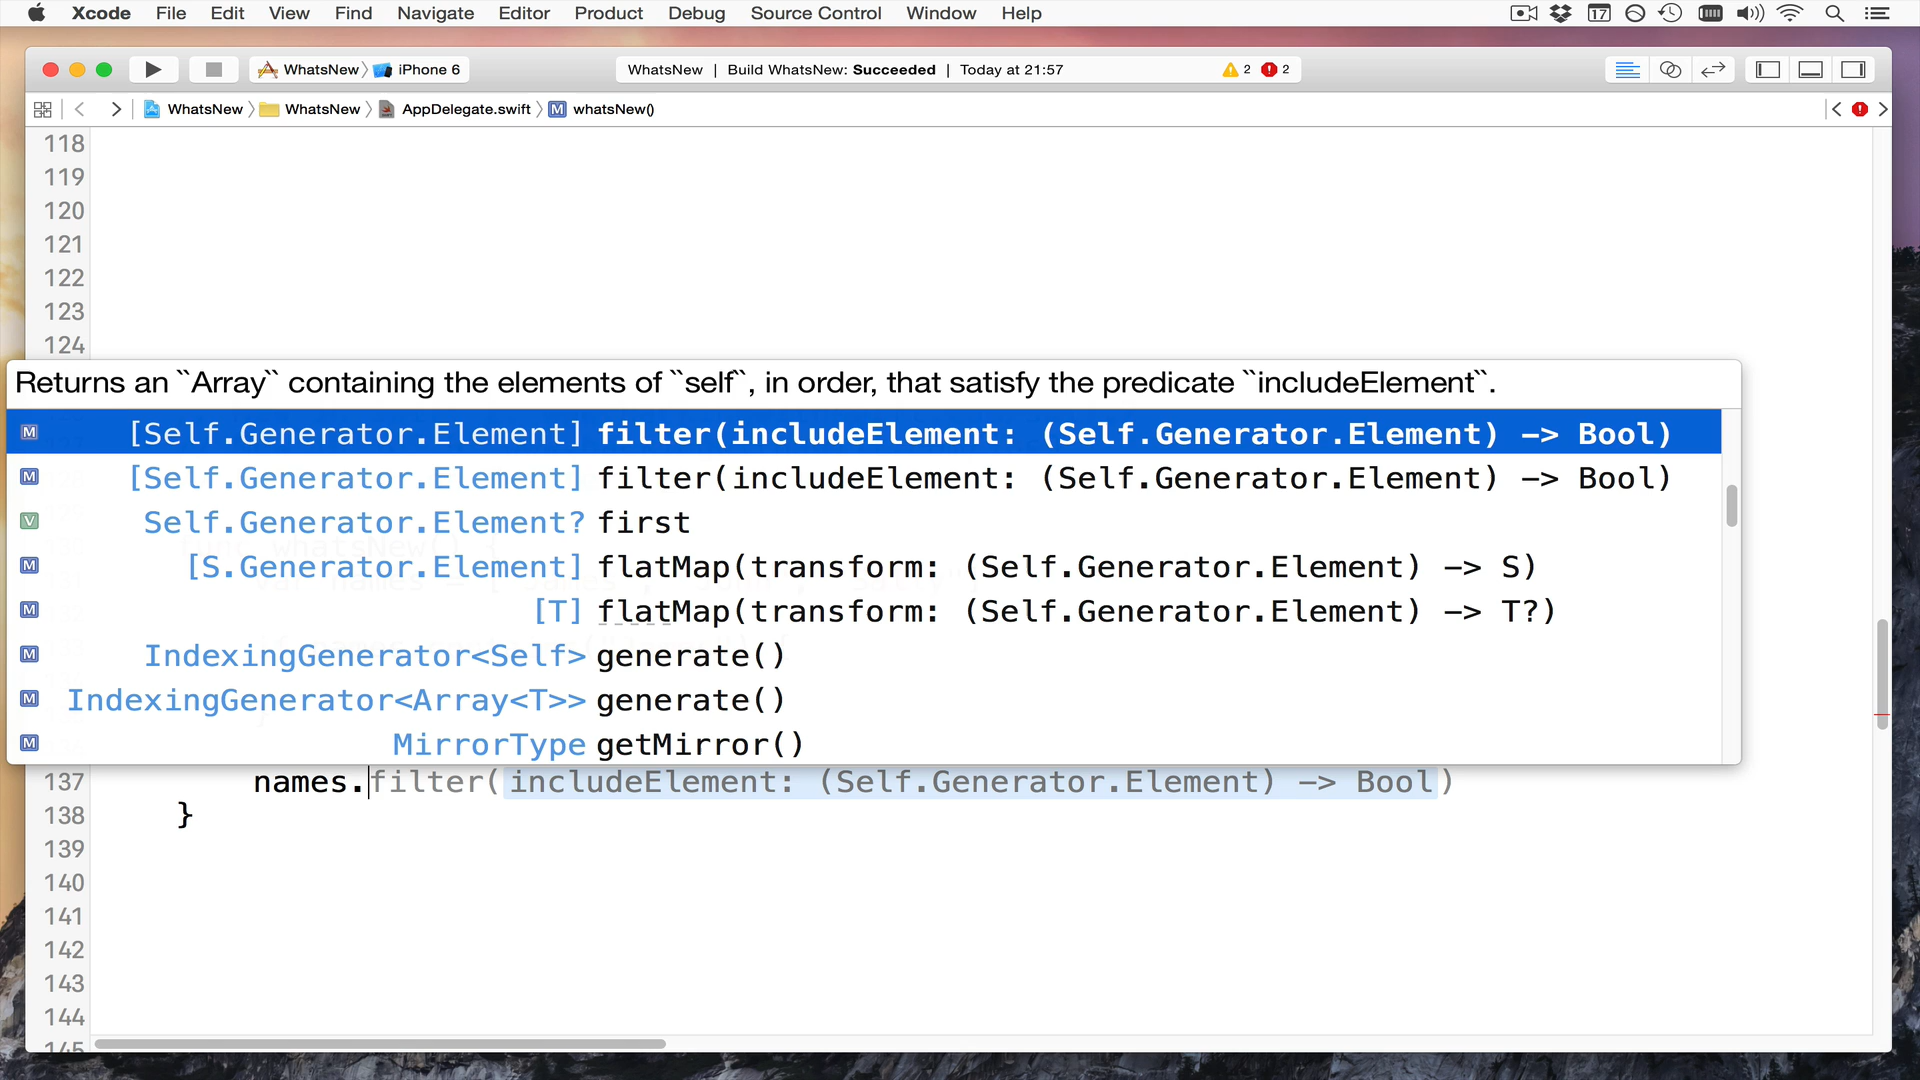 Xcode File Edit View Find Navigate Editor Product Debug Source Control Window Help 17
WhatsNew iPhone 6 WhatsNew | Build WhatsNew: Succeeded | Today at 21:57 2 2
WhatsNew WhatsNew AppDelegate.swift M whatsNew()
118
119
120
121
122
123
124
Returns an ``Array`` containing the elements of ``self``, in order, that satisfy the predicate ``includeElement``.
M [Self.Generator.Element] filter(includeElement: (Self.Generator.Element) -> Bool)
M [Self.Generator.Element] filter(includeElement: (Self.Generator.Element) -> Bool)
V Self.Generator.Element? first
M [S.Generator.Element] flatMap(transform: (Self.Generator.Element) -> S)
M [T] flatMap(transform: (Self.Generator.Element) -> T?)
M IndexingGenerator<Self> generate()
M IndexingGenerator<Array<T>> generate()
M MirrorType getMirror()
137 names.filter(includeElement: (Self.Generator.Element) -> Bool)
138 }
139
140
141
142
143
144
145